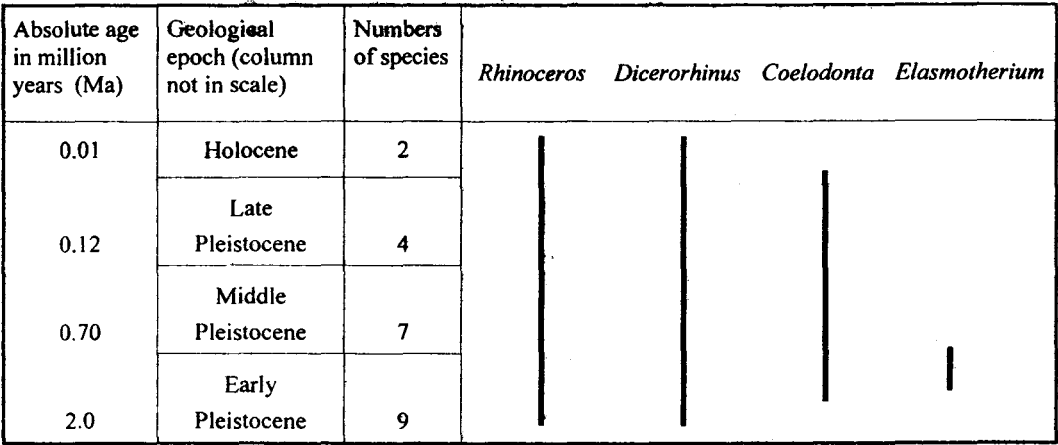 Absolute age
in million
years (Ma)
Geological
epoch (column
not in scale)
Numbers
of species
Rhinoceros Dicerorhinus Coelodonta Elasmotherium
0.01 Holocene 2
Late
0.12 Pleistocene 4
Middle
0.70 Pleistocene 7
Early
2.0 Pleistocene 9